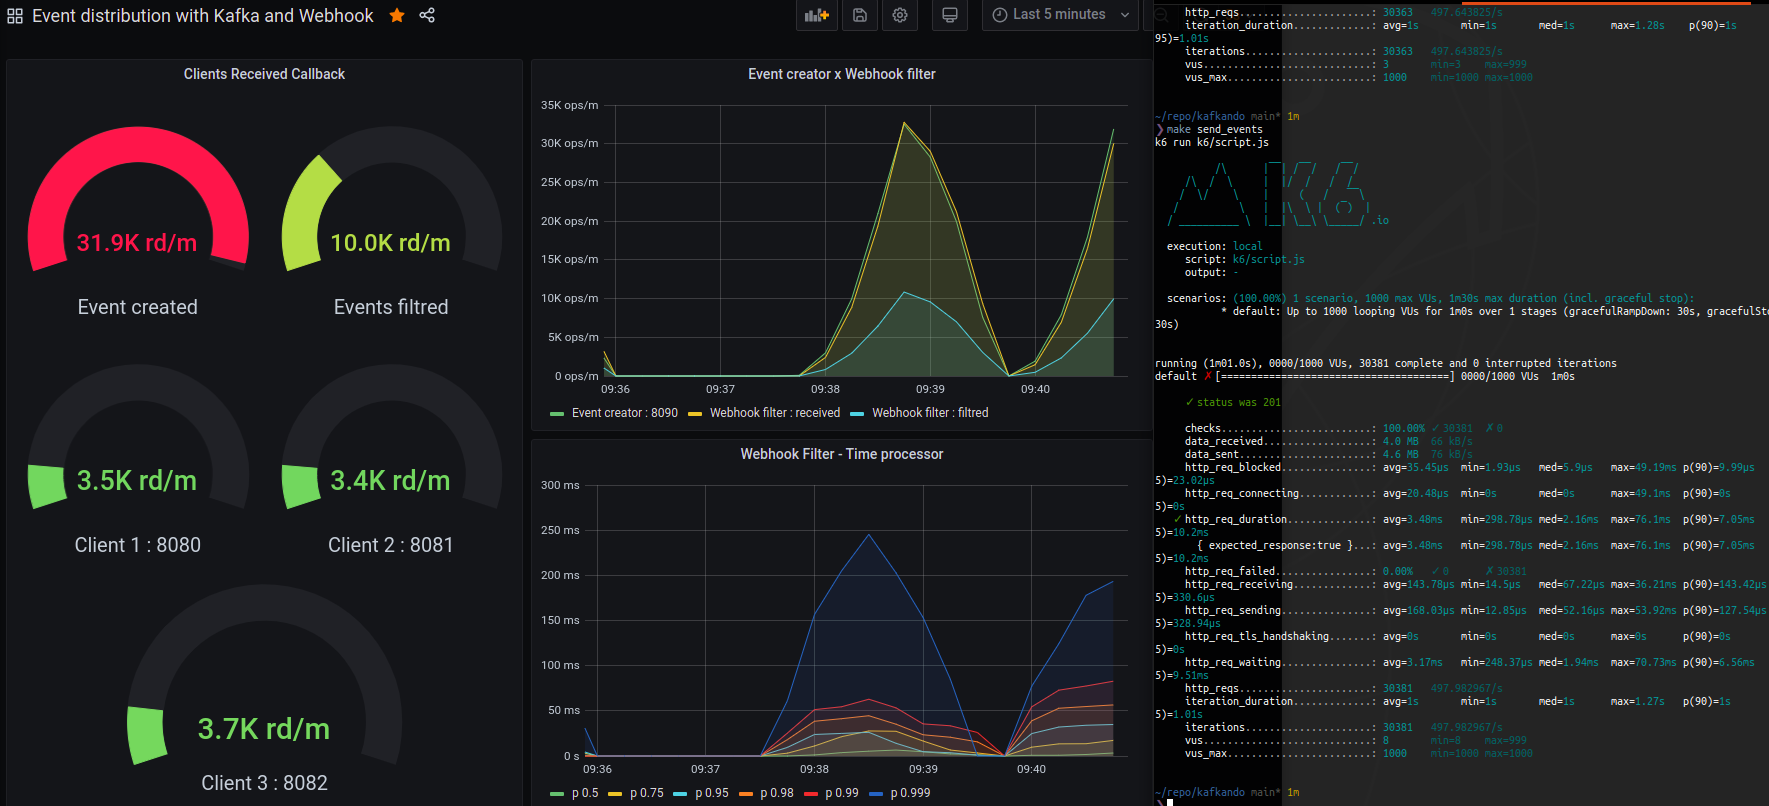 Event distribution with Kafka and Webhook
Last 5 minutes
Clients Received Callback
31.9K rd/m
Event created
10.0K rd/m
Events filtred
3.5K rd/m
Client 1 : 8080
3.4K rd/m
Client 2 : 8081
3.7K rd/m
Client 3 : 8082
Event creator x Webhook filter
35K ops/m
30K ops/m
25K ops/m
20K ops/m
15K ops/m
10K ops/m
5K ops/m
0 ops/m
09:36 09:37 09:38 09:39 09:40
Event creator : 8090 Webhook filter : received Webhook filter : filtred
Webhook Filter - Time processor
300 ms
250 ms
200 ms
150 ms
100 ms
50 ms
0 s
09:36 09:37 09:38 09:39 09:40
p 0.5 p 0.75 p 0.95 p 0.98 p 0.99 p 0.999
http_reqs......................: 30363 497.643825/s
iteration_duration.............: avg=1s min=1s med=1s max=1.28s p(90)=1s
95)=1.01s
iterations.....................: 30363 497.643825/s
vus............................: 3 min=3 max=999
vus_max........................: 1000 min=1000 max=1000
~/repo/kafkando main* 1m
❯ make send_events
k6 run k6/script.js
.io
execution: local
script: k6/script.js
output: -
scenarios: (100.00%) 1 scenario, 1000 max VUs, 1m30s max duration (incl. graceful stop):
* default: Up to 1000 looping VUs for 1m0s over 1 stages (gracefulRampDown: 30s, gracefulSto
30s)
running (1m01.0s), 0000/1000 VUs, 30381 complete and 0 interrupted iterations
default ✗ [======================================] 0000/1000 VUs 1m0s
✓ status was 201
checks.........................: 100.00% ✓ 30381 ✗ 0
data_received..................: 4.0 MB 66 kB/s
data_sent......................: 4.6 MB 76 kB/s
http_req_blocked...............: avg=35.45µs min=1.93µs med=5.9µs max=49.19ms p(90)=9.99µs
5)=23.02µs
http_req_connecting............: avg=20.48µs min=0s med=0s max=49.1ms p(90)=0s
5)=0s
✓ http_req_duration..............: avg=3.48ms min=298.78µs med=2.16ms max=76.1ms p(90)=7.05ms
5)=10.2ms
{ expected_response:true }...: avg=3.48ms min=298.78µs med=2.16ms max=76.1ms p(90)=7.05ms
5)=10.2ms
http_req_failed................: 0.00% ✓ 0 ✗ 30381
http_req_receiving.............: avg=143.78µs min=14.5µs med=67.22µs max=36.21ms p(90)=143.42µs
5)=330.6µs
http_req_sending...............: avg=168.03µs min=12.85µs med=52.16µs max=53.92ms p(90)=127.54µs
5)=328.94µs
http_req_tls_handshaking.......: avg=0s min=0s med=0s max=0s p(90)=0s
5)=0s
http_req_waiting...............: avg=3.17ms min=248.37µs med=1.94ms max=70.73ms p(90)=6.56ms
5)=9.51ms
http_reqs......................: 30381 497.982967/s
iteration_duration.............: avg=1s min=1s med=1s max=1.27s p(90)=1s
5)=1.01s
iterations.....................: 30381 497.982967/s
vus............................: 8 min=8 max=999
vus_max........................: 1000 min=1000 max=1000
~/repo/kafkando main* 1m
❯